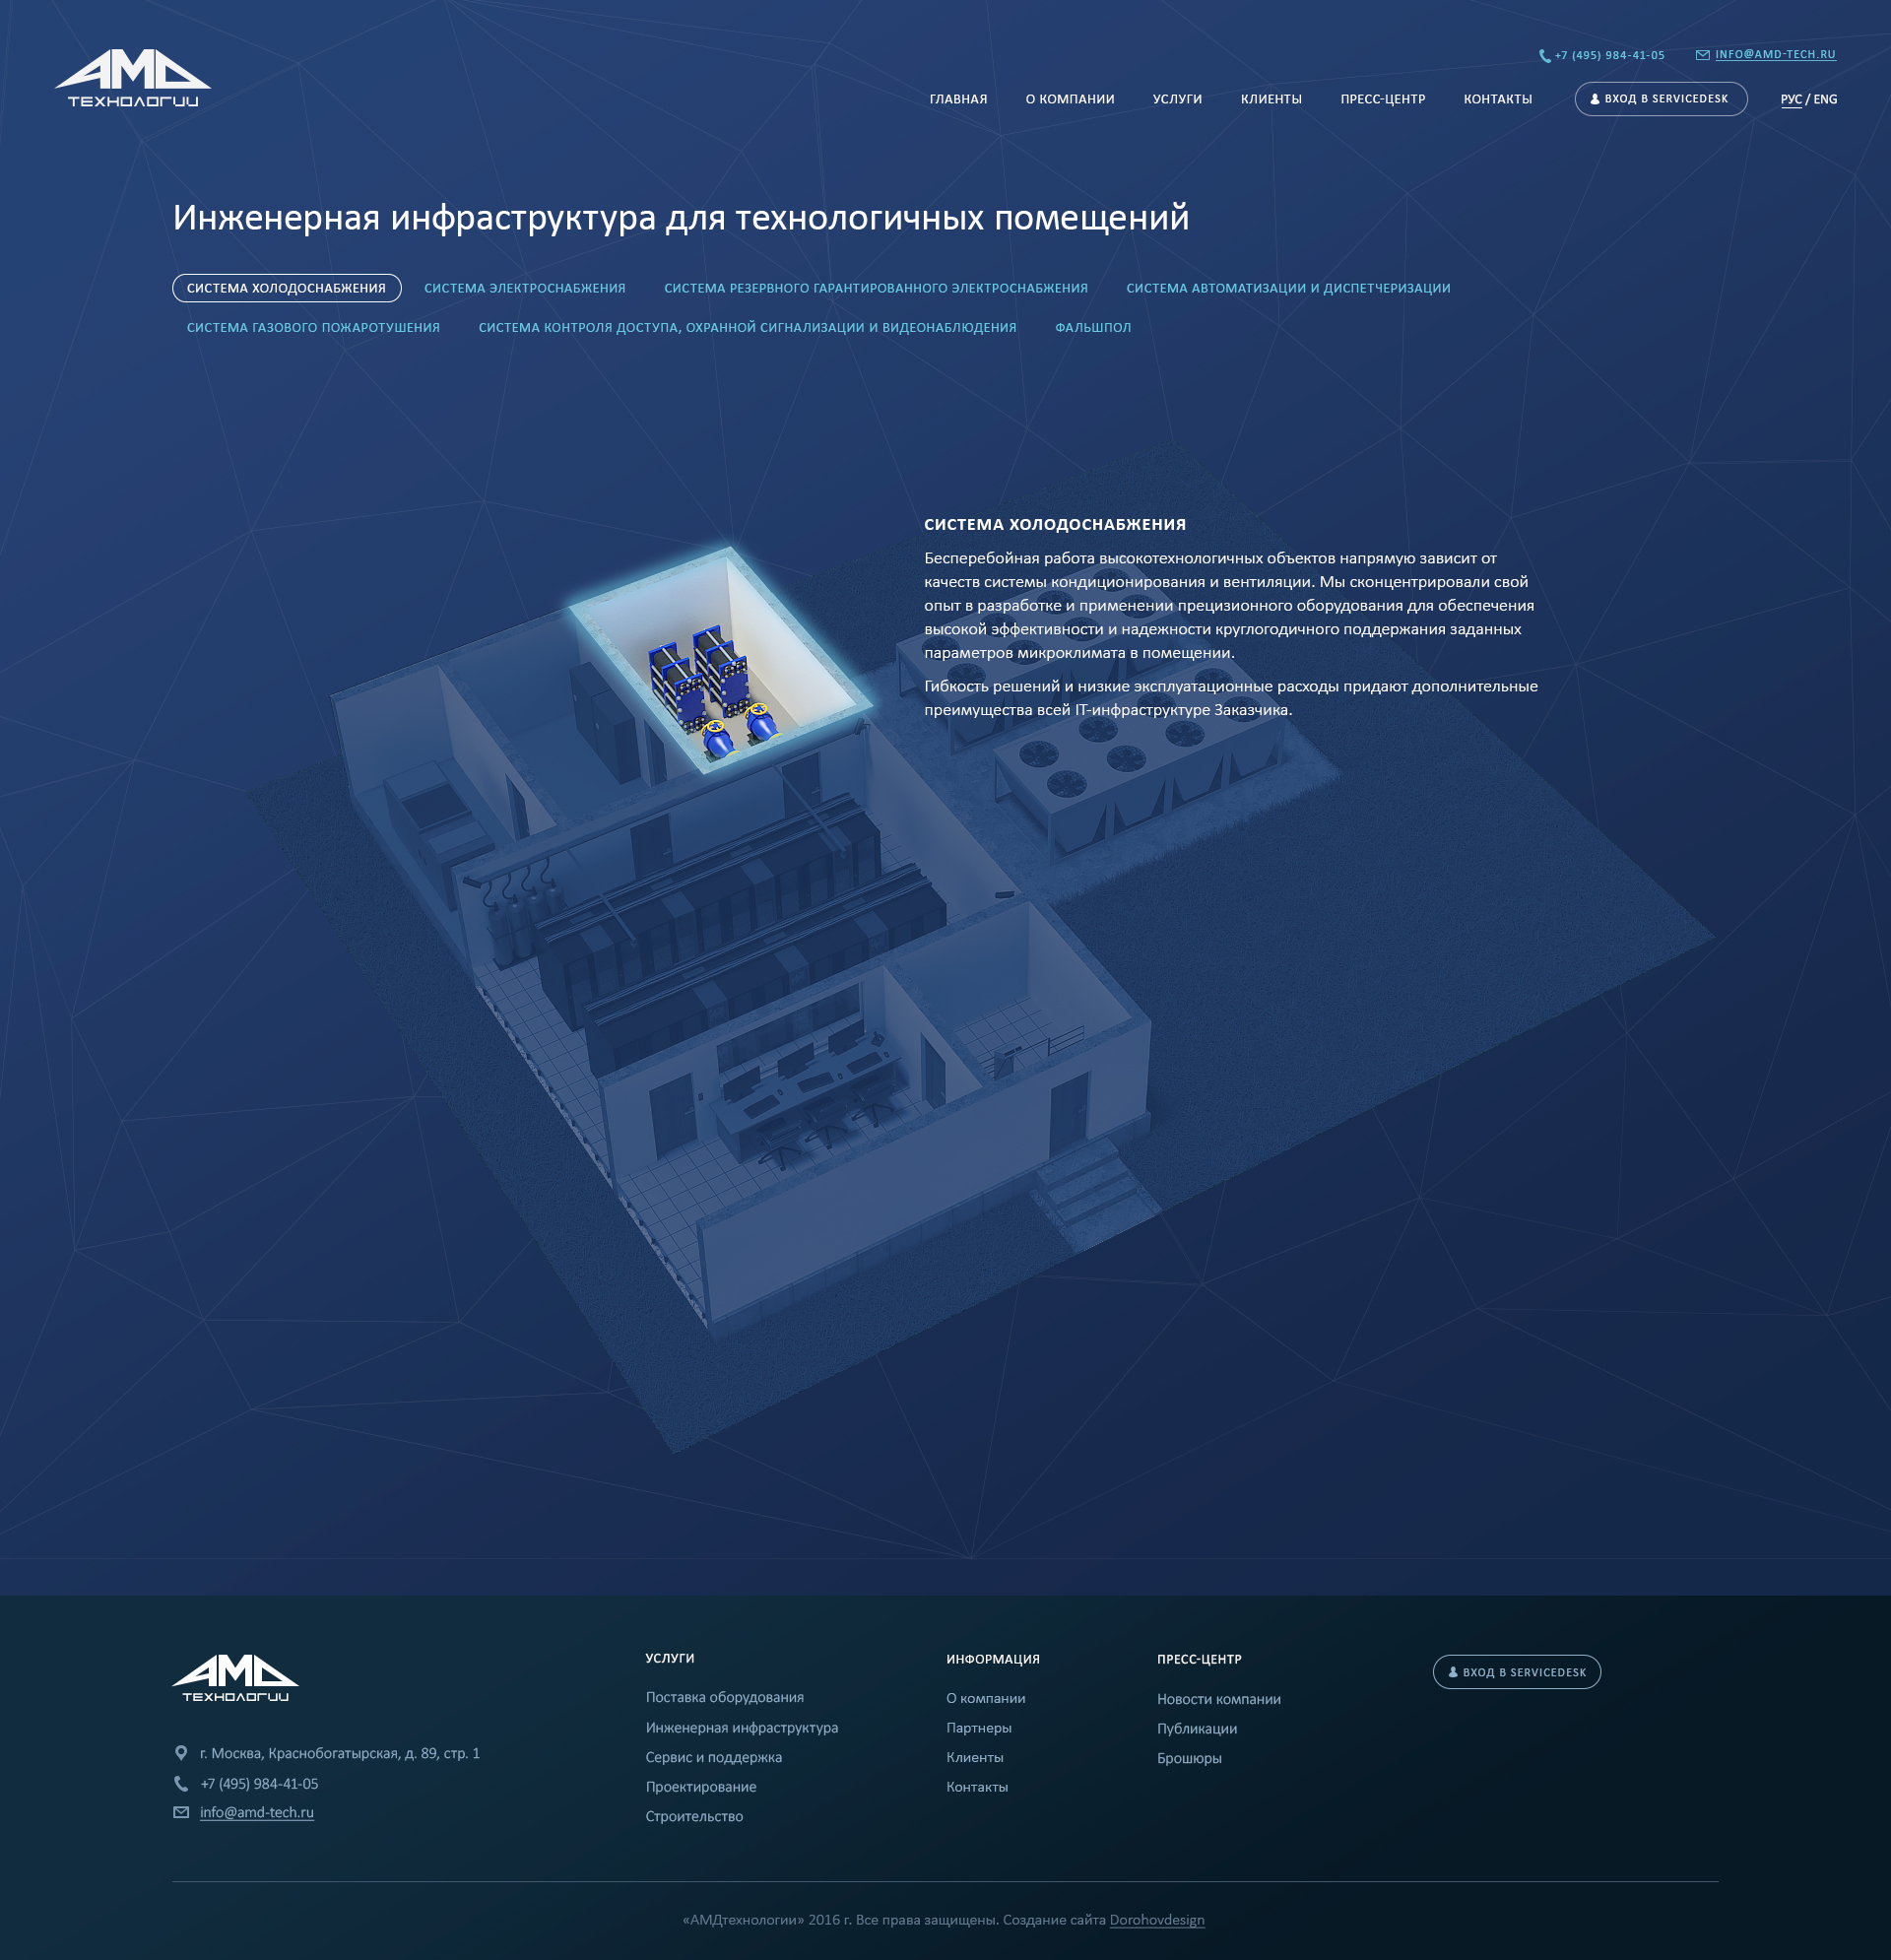 АМД
ТЕХНОЛОГИИ
+7 (495) 984-41-05
INFO@AMD-TECH.RU
ГЛАВНАЯ
О КОМПАНИИ
УСЛУГИ
КЛИЕНТЫ
ПРЕСС-ЦЕНТР
КОНТАКТЫ
ВХОД В SERVICEDESK
РУС / ENG
Инженерная инфраструктура для технологичных помещений
СИСТЕМА ХОЛОДОСНАБЖЕНИЯ
СИСТЕМА ЭЛЕКТРОСНАБЖЕНИЯ
СИСТЕМА РЕЗЕРВНОГО ГАРАНТИРОВАННОГО ЭЛЕКТРОСНАБЖЕНИЯ
СИСТЕМА АВТОМАТИЗАЦИИ И ДИСПЕТЧЕРИЗАЦИИ
СИСТЕМА ГАЗОВОГО ПОЖАРОТУШЕНИЯ
СИСТЕМА КОНТРОЛЯ ДОСТУПА, ОХРАННОЙ СИГНАЛИЗАЦИИ И ВИДЕОНАБЛЮДЕНИЯ
ФАЛЬШПОЛ
СИСТЕМА ХОЛОДОСНАБЖЕНИЯ
Бесперебойная работа высокотехнологичных объектов напрямую зависит от
качеств системы кондиционирования и вентиляции. Мы сконцентрировали свой
опыт в разработке и применении прецизионного оборудования для обеспечения
высокой эффективности и надежности круглогодичного поддержания заданных
параметров микроклимата в помещении.
Гибкость решений и низкие эксплуатационные расходы придают дополнительные
преимущества всей IT-инфраструктуре Заказчика.
АМД
ТЕХНОЛОГИИ
г. Москва, Краснобогатырская, д. 89, стр. 1
+7 (495) 984-41-05
info@amd-tech.ru
УСЛУГИ
Поставка оборудования
Инженерная инфраструктура
Сервис и поддержка
Проектирование
Строительство
ИНФОРМАЦИЯ
О компании
Партнеры
Клиенты
Контакты
ПРЕСС-ЦЕНТР
Новости компании
Публикации
Брошюры
ВХОД В SERVICEDESK
«АМДтехнологии» 2016 г. Все права защищены. Создание сайта Dorohovdesign